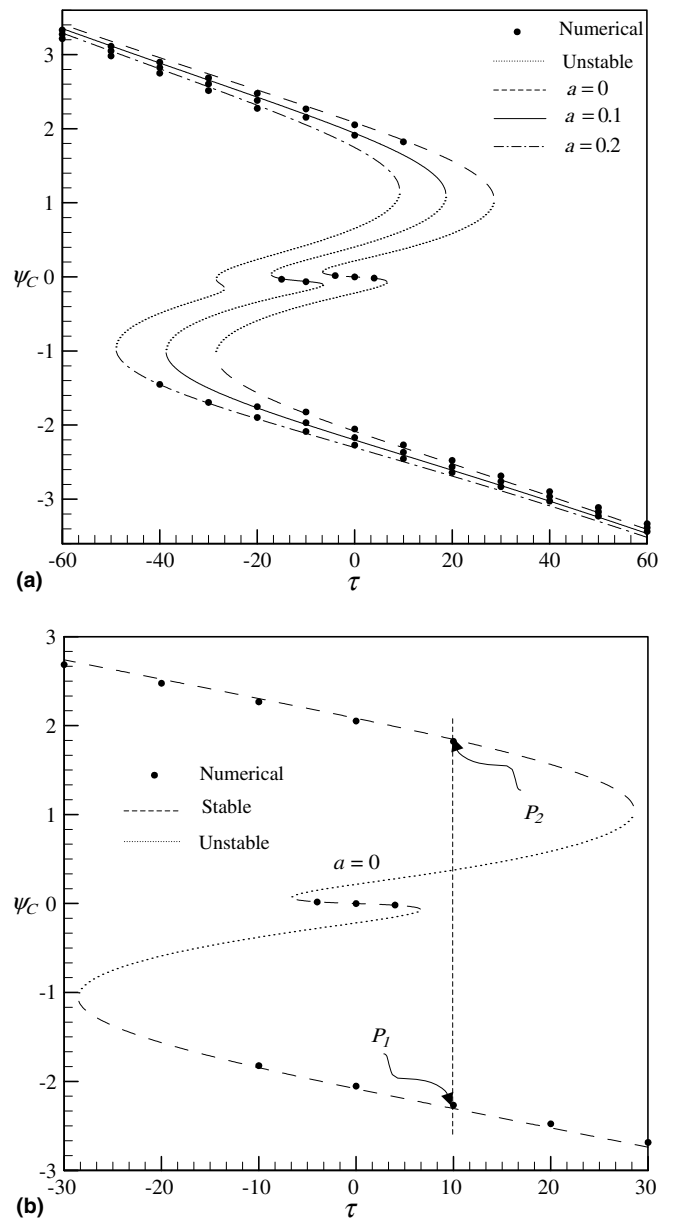 3
2
1
ψC 0
-1
-2
-3
-60 -40 -20 0 20 40 60
τ
(a)
Numerical
Unstable
a = 0
a = 0.1
a = 0.2
3
2
1
ψC 0
-1
-2
-3
-30 -20 -10 0 10 20 30
τ
(b)
Numerical
Stable
Unstable
a = 0
P2
P1